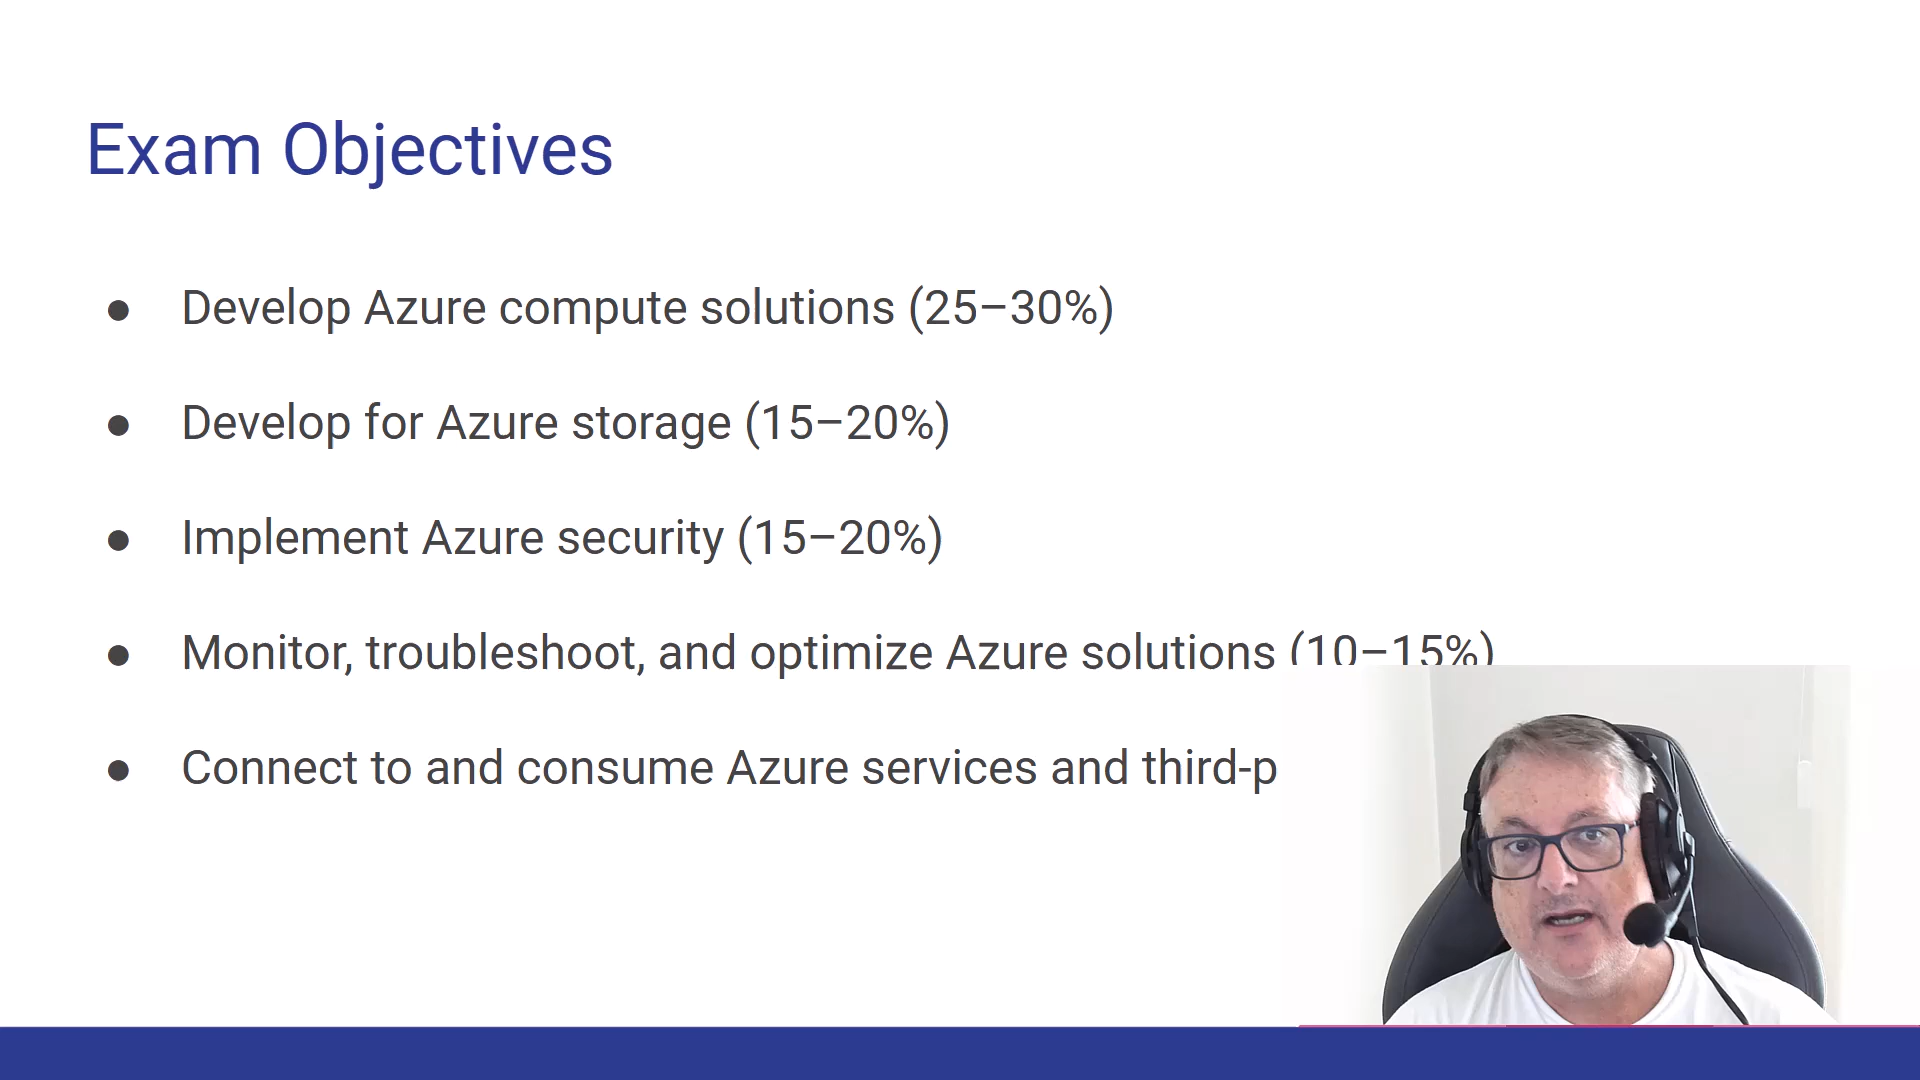 Exam Objectives
● Develop Azure compute solutions (25–30%)
● Develop for Azure storage (15–20%)
● Implement Azure security (15–20%)
● Monitor, troubleshoot, and optimize Azure solutions (10–15%)
● Connect to and consume Azure services and third-p